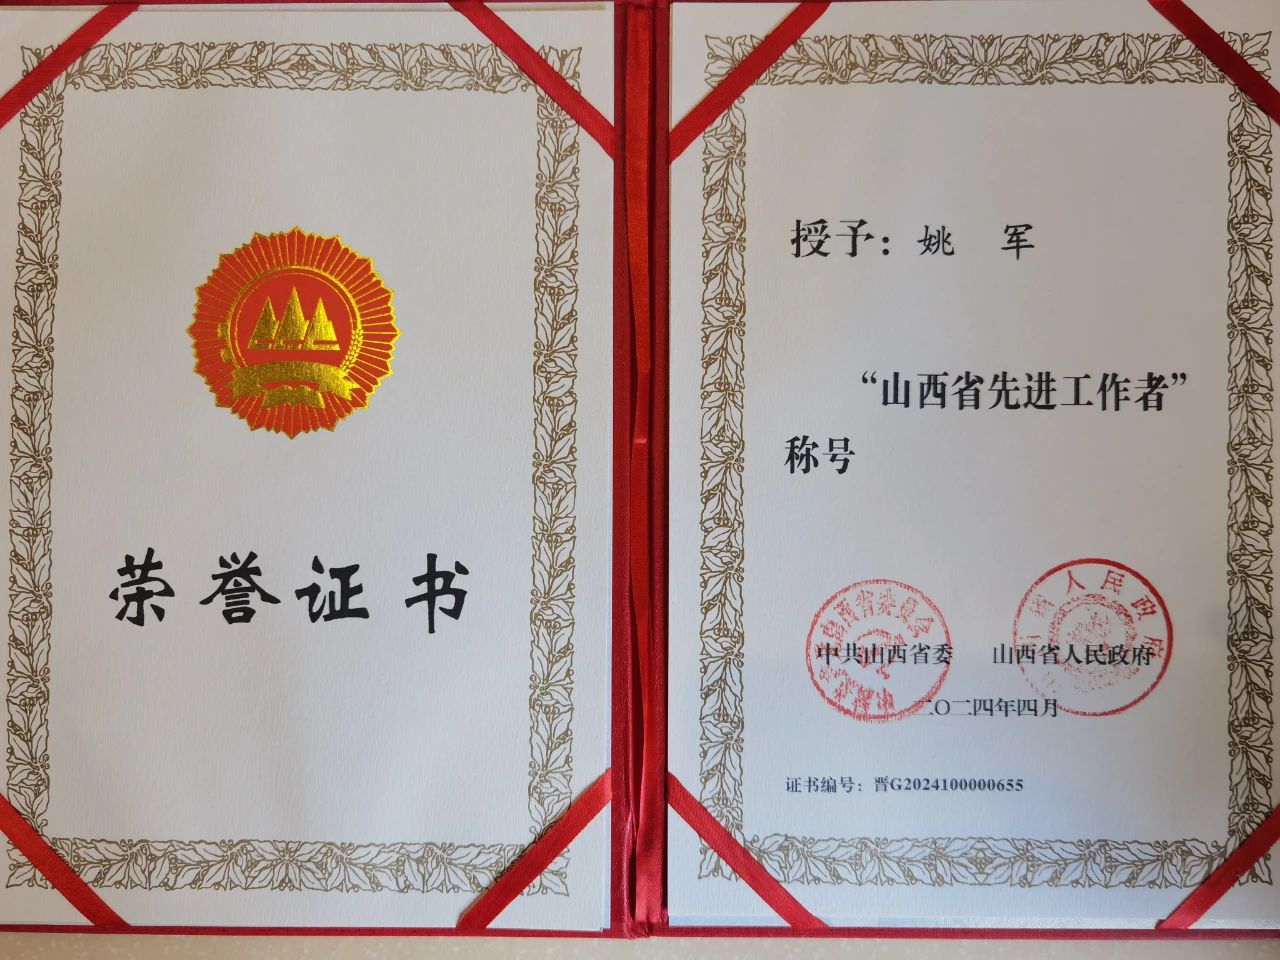 荣誉证书
授予：姚 军
“山西省先进工作者”
称号
中共山西省委 山西省人民政府
二〇二四年四月
证书编号：晋G2024100000655